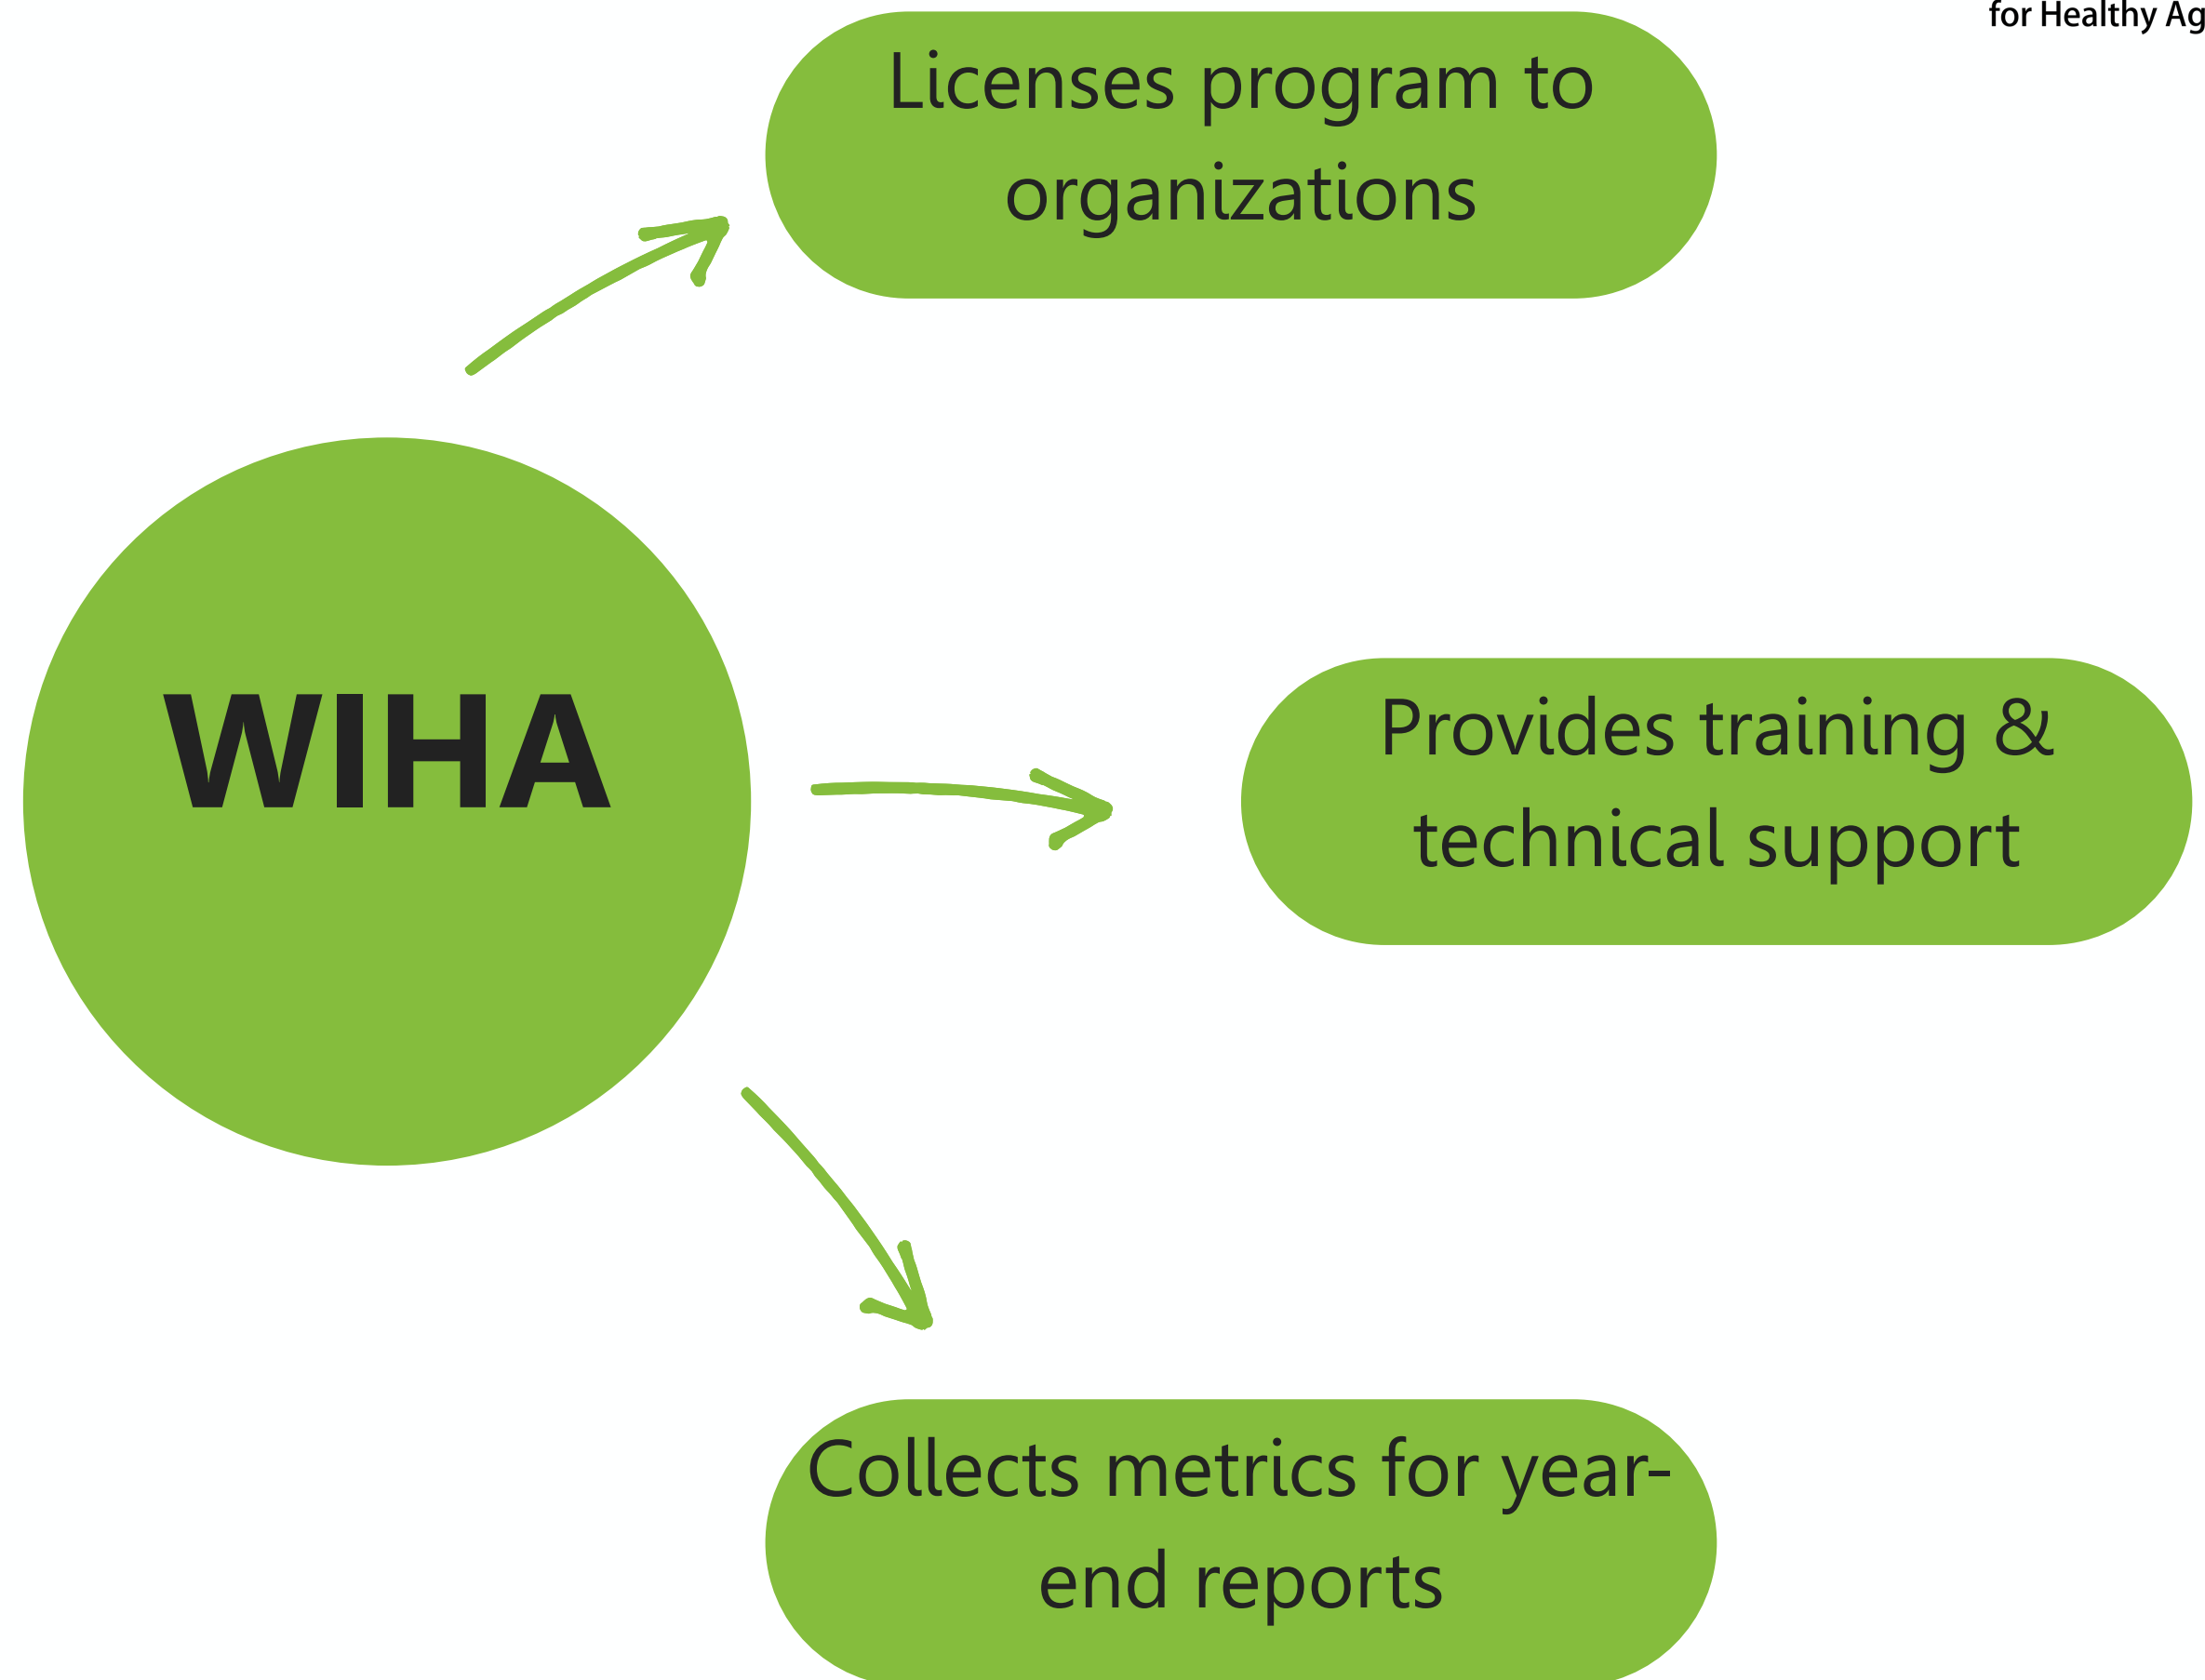 for Healthy Ag
Licenses program to
organizations
WIHA
Provides training &
technical support
Collects metrics for year-
end reports